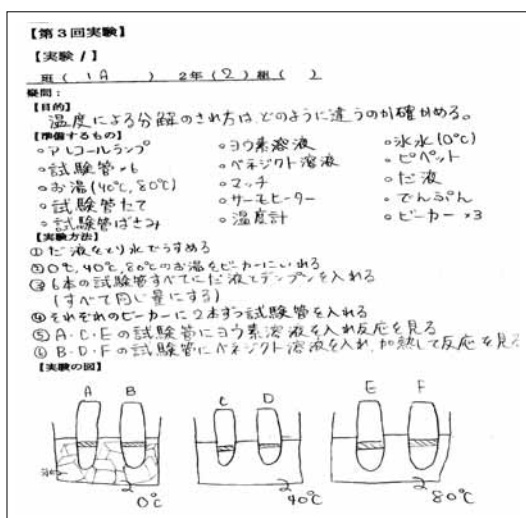 【第3回実験】
【実験1】
班( 1A ) 2年(2)組( )
疑問:
【目的】
温度による分解のされ方は、どのように違うのか確かめる。
【準備するもの】
・アルコールランプ ・ヨウ素溶液 ・氷水(0℃)
・試験管×6 ・ベネジクト溶液 ・ピペット
・お湯(40℃,80℃) ・マッチ ・だ液
・試験管たて ・サーモヒーター ・でんぷん
・試験管ばさみ ・温度計 ・ビーカー×3
【実験方法】
①だ液をとり水でうすめる
②0℃,40℃,80℃のお湯をビーカーにいれる
③6本の試験管すべてにだ液とデンプンを入れる
(すべて同じ量にする)
④それぞれのビーカーに2本ずつ試験管を入れる
⑤A・C・Eの試験管にヨウ素溶液を入れ反応を見る
⑥B・D・Fの試験管にベネジクト溶液を入れ、加熱して反応を見る
【実験の図】
A B C D E F
氷
0℃ 40℃ 80℃